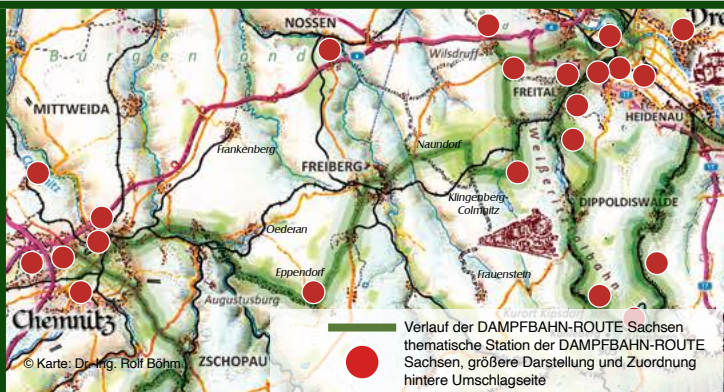 NOSSEN
Dre
Wilsdruff
Bürgenland
MITTWEIDA
FREITAL
HEIDENAU
Frankenberg
FREIBERG
Naundorf
Weißeritztalbahn
Klingenberg
Colmnitz
DIPPOLDISWALDE
Oederan
Eppendorf
Frauenstein
Augustusburg
Kurort Kipsdorf
Chemnitz
ZSCHOPAU
© Karte: Dr.-Ing. Rolf Böhm
Verlauf der DAMPFBAHN-ROUTE Sachsen
thematische Station der DAMPFBAHN-ROUTE
Sachsen, größere Darstellung und Zuordnung
hintere Umschlagseite